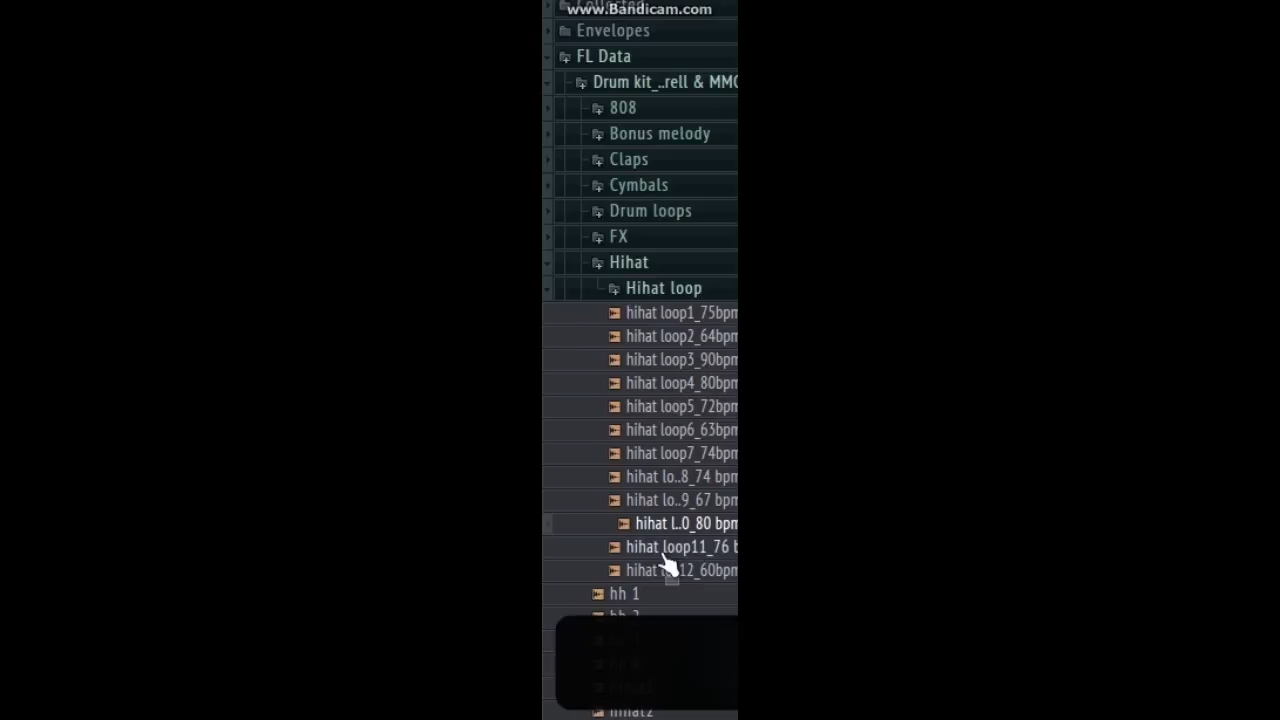 www.Bandicam.com
Envelopes
FL Data
Drum kit_..rell & MMC
808
Bonus melody
Claps
Cymbals
Drum loops
FX
Hihat
Hihat loop
hihat loop1_75bpm
hihat loop2_64bpm
hihat loop3_90bpm
hihat loop4_80bpm
hihat loop5_72bpm
hihat loop6_63bpm
hihat loop7_74bpm
hihat lo..8_74 bpm
hihat lo..9_67 bpm
hihat l..0_80 bpm
hihat loop11_76 b
hihat 12_60bpm
hh 1
hihat2